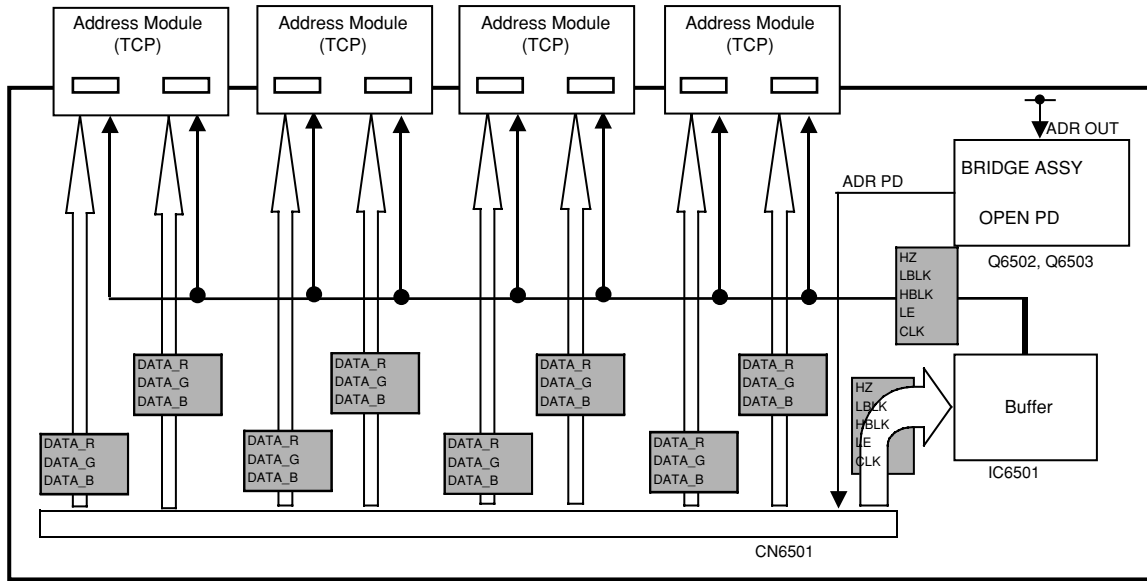 Address Module
(TCP)
Address Module
(TCP)
Address Module
(TCP)
Address Module
(TCP)
ADR OUT
BRIDGE ASSY
OPEN PD
ADR PD
Q6502, Q6503
HZ
LBLK
HBLK
LE
CLK
DATA_R
DATA_G
DATA_B
DATA_R
DATA_G
DATA_B
DATA_R
DATA_G
DATA_B
DATA_R
DATA_G
DATA_B
HZ
LBLK
HBLK
LE
CLK
Buffer
IC6501
DATA_R
DATA_G
DATA_B
DATA_R
DATA_G
DATA_B
DATA_R
DATA_G
DATA_B
DATA_R
DATA_G
DATA_B
CN6501